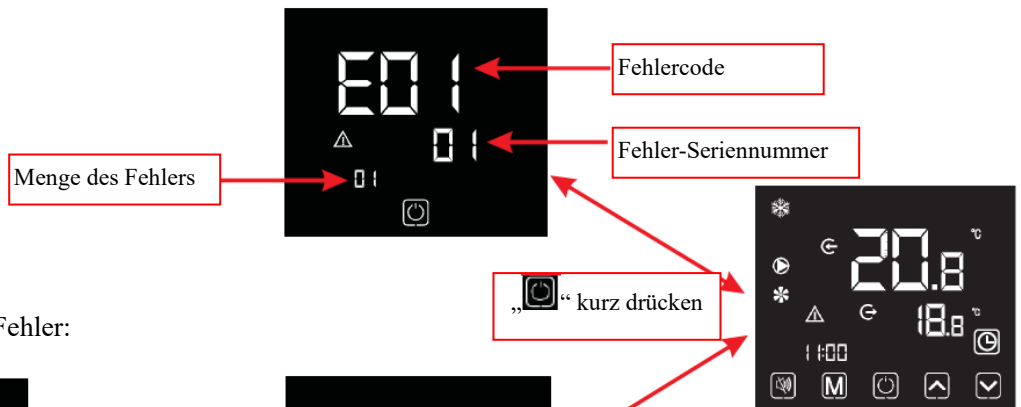 E01
Fehlercode
01
Fehler-Seriennummer
Menge des Fehlers
01
„ “ kurz drücken
20.8 °C
18.8 °C
11:00
M
Fehler: